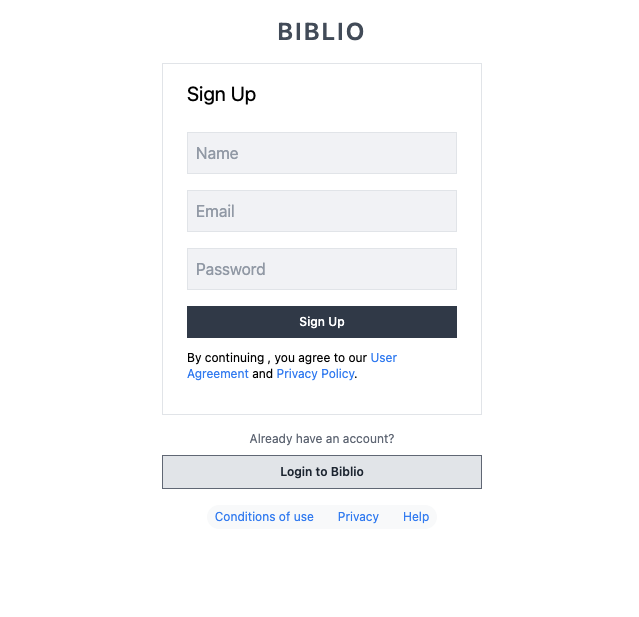 BIBLIO
Sign Up
Name
Email
Password
Sign Up
By continuing , you agree to our User
Agreement and Privacy Policy.
Already have an account?
Login to Biblio
Conditions of use Privacy Help